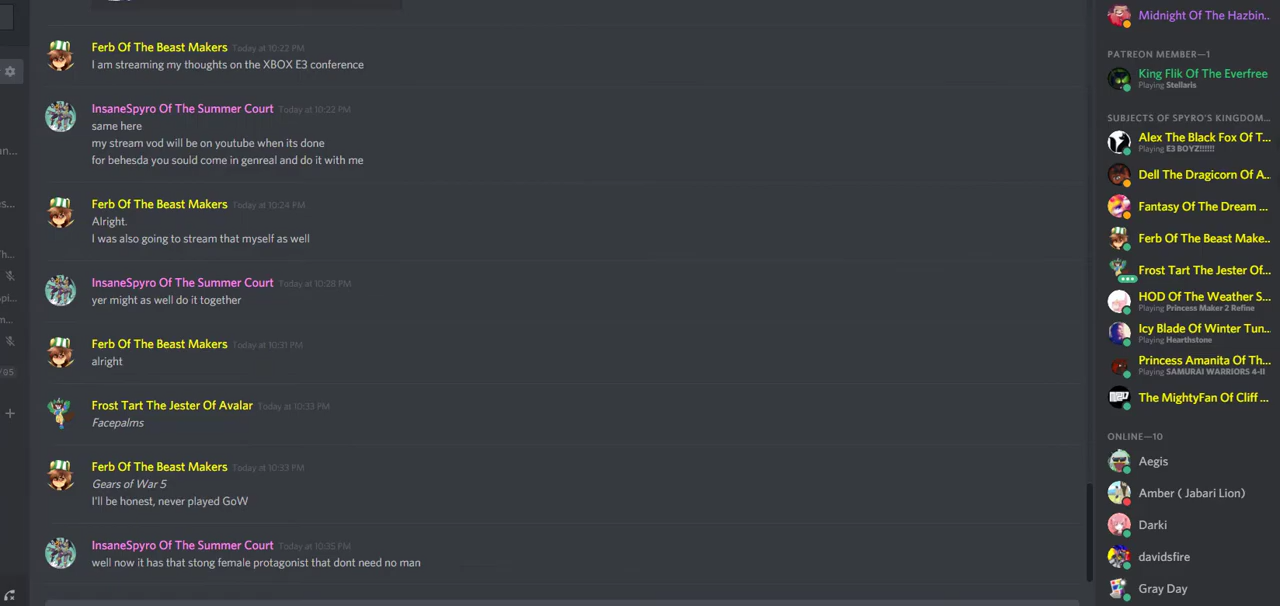 Ferb Of The Beast Makers Today at 10:22 PM
I am streaming my thoughts on the XBOX E3 conference
InsaneSpyro Of The Summer Court Today at 10:22 PM
same here
my stream vod will be on youtube when its done
for behesda you sould come in genreal and do it with me
Ferb Of The Beast Makers Today at 10:24 PM
Alright.
I was also going to stream that myself as well
InsaneSpyro Of The Summer Court Today at 10:28 PM
yer might as well do it together
Ferb Of The Beast Makers Today at 10:31 PM
alright
Frost Tart The Jester Of Avalar Today at 10:33 PM
Facepalms
Ferb Of The Beast Makers Today at 10:33 PM
Gears of War 5
I'll be honest, never played GoW
InsaneSpyro Of The Summer Court Today at 10:35 PM
well now it has that stong female protagonist that dont need no man
Midnight Of The Hazbin...
PATREON MEMBER—1
King Flik Of The Everfree
Playing Stellaris
SUBJECTS OF SPYRO'S KINGDOM...
Alex The Black Fox Of T...
Playing E3 BOYZ!!!!!!
Dell The Dragicorn Of A...
Fantasy Of The Dream ...
Ferb Of The Beast Make...
Frost Tart The Jester Of...
HOD Of The Weather S...
Playing Princess Maker 2 Refine
Icy Blade Of Winter Tun...
Playing Hearthstone
Princess Amanita Of Th...
Playing SAMURAI WARRIORS 4-II
The MightyFan Of Cliff ...
ONLINE—10
Aegis
Amber ( Jabari Lion)
Darki
davidsfire
Gray Day